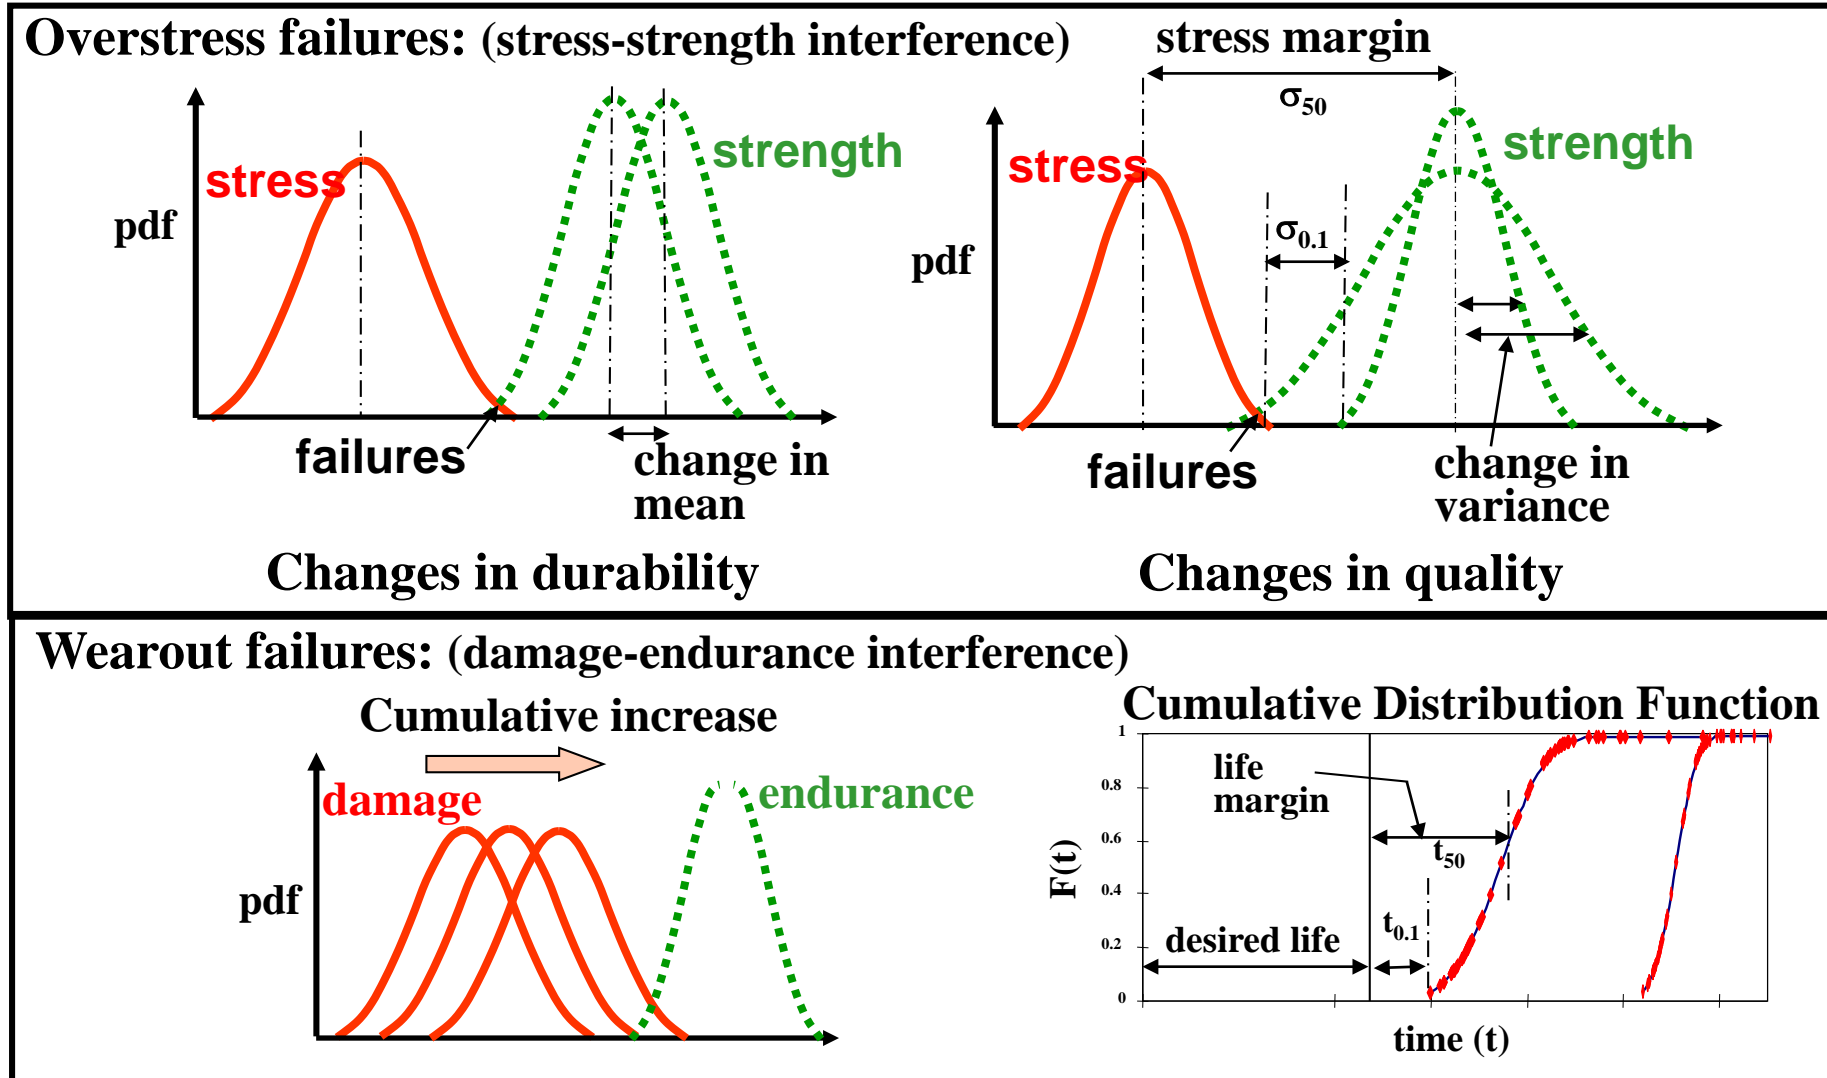 Overstress failures: (stress-strength interference)
stress
strength
pdf
failures
change in
mean
Changes in durability
stress margin
σ50
stress
strength
σ0.1
pdf
failures
change in
variance
Changes in quality
Wearout failures: (damage-endurance interference)
Cumulative increase
damage
endurance
pdf
Cumulative Distribution Function
1
0.8
0.6
0.4
0.2
0
F(t)
life
margin
t50
t0.1
desired life
time (t)